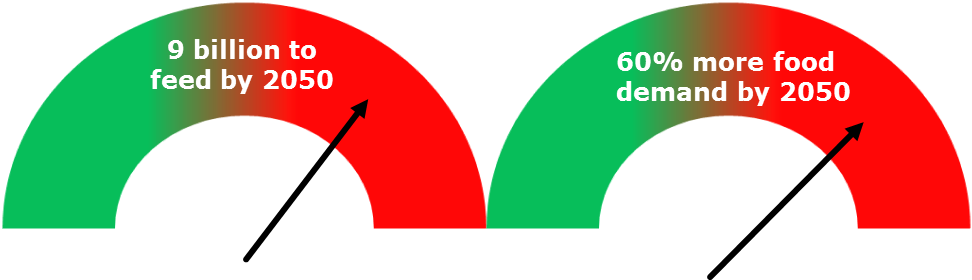 9 billion to
feed by 2050
60% more food
demand by 2050